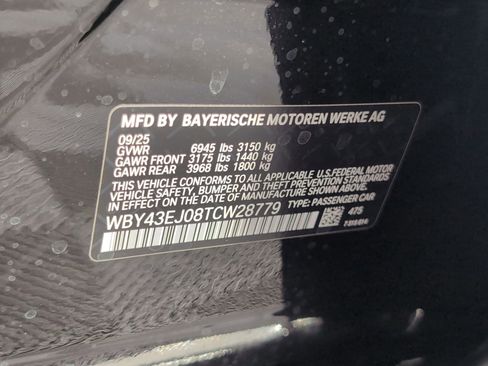 MFD BY BAYERISCHE MOTOREN WERKE AG
09/25
GVWR 6945 lbs 3150 kg
GAWR FRONT 3175 lbs 1440 kg
GAWR REAR 3968 lbs 1800 kg
THIS VEHICLE CONFORMS TO ALL APPLICABLE U.S. FEDERAL MOTOR
VEHICLE SAFETY, BUMPER, AND THEFT PREVENTION STANDARDS
IN EFFECT ON THE DATE OF MANUFACTURE SHOWN ABOVE.
WBY43EJ08TCW28779 TYPE: PASSENGER CAR
475